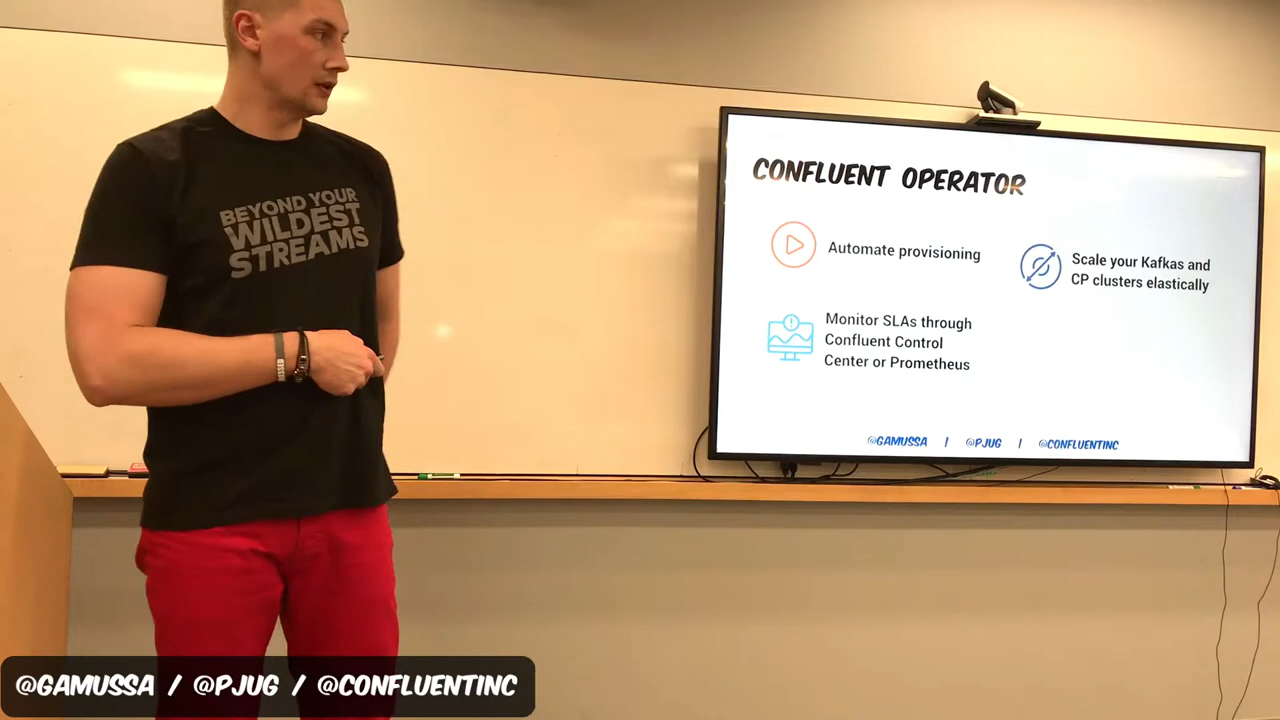 BEYOND YOUR
WILDEST
STREAMS
CONFLUENT OPERATOR
Automate provisioning
Scale your Kafkas and
CP clusters elastically
Monitor SLAs through
Confluent Control
Center or Prometheus
@GAMUSSA | @PJUG | @CONFLUENTINC
@GAMUSSA / @PJUG / @CONFLUENTINC